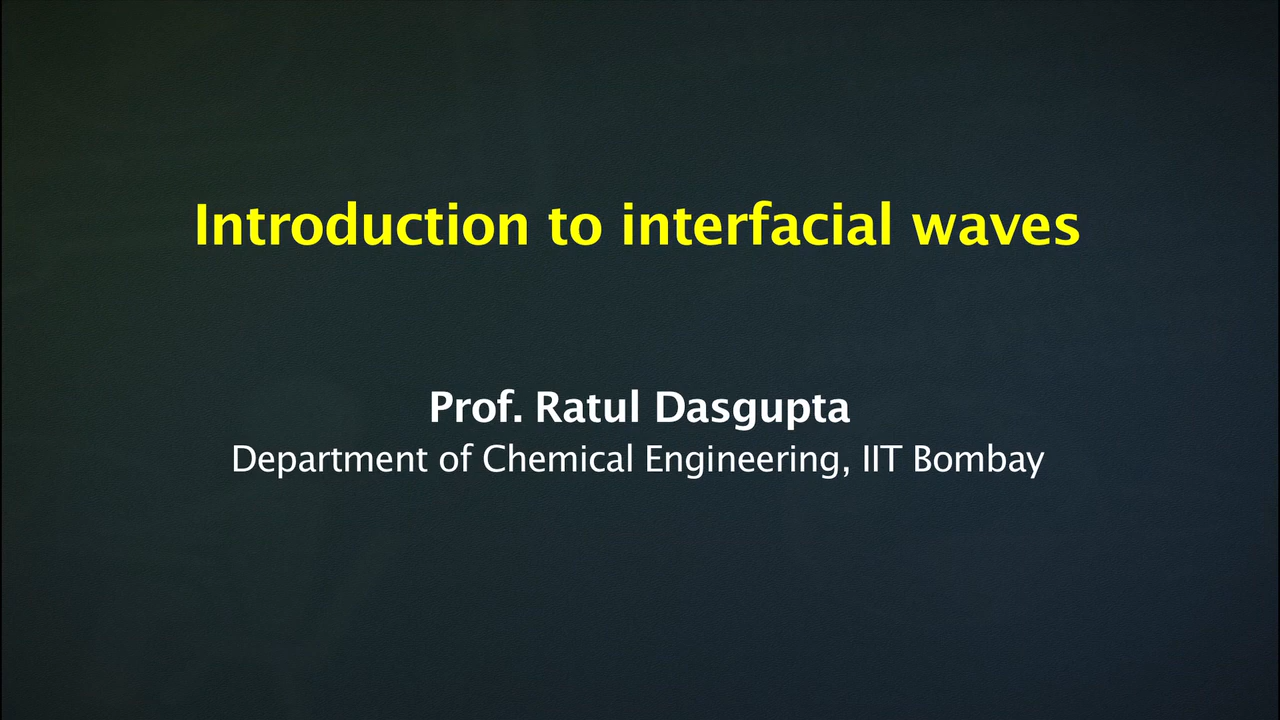 Introduction to interfacial waves
Prof. Ratul Dasgupta
Department of Chemical Engineering, IIT Bombay